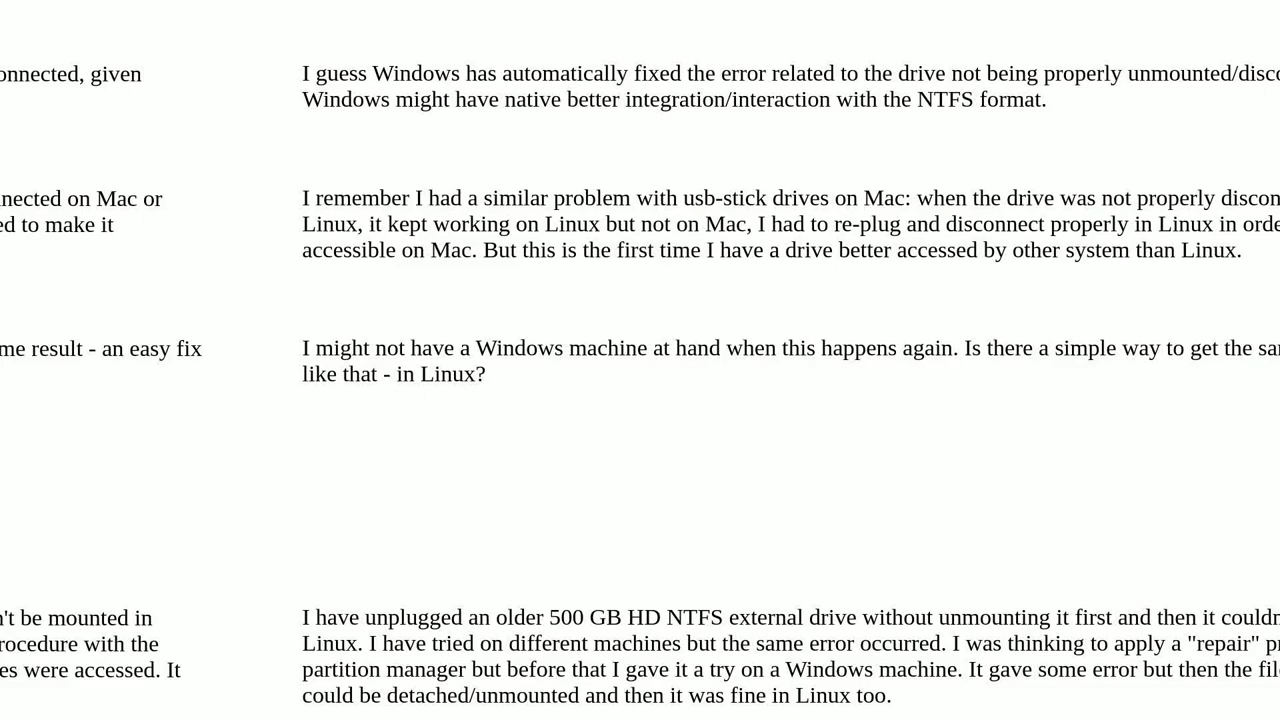 onnected, given
I guess Windows has automatically fixed the error related to the drive not being properly unmounted/disco
Windows might have native better integration/interaction with the NTFS format.
nected on Mac or
ed to make it
I remember I had a similar problem with usb-stick drives on Mac: when the drive was not properly discon
Linux, it kept working on Linux but not on Mac, I had to re-plug and disconnect properly in Linux in orde
accessible on Mac. But this is the first time I have a drive better accessed by other system than Linux.
me result - an easy fix
I might not have a Windows machine at hand when this happens again. Is there a simple way to get the sa
like that - in Linux?
n't be mounted in
rocedure with the
es were accessed. It
I have unplugged an older 500 GB HD NTFS external drive without unmounting it first and then it couldn
Linux. I have tried on different machines but the same error occurred. I was thinking to apply a "repair" p
partition manager but before that I gave it a try on a Windows machine. It gave some error but then the fil
could be detached/unmounted and then it was fine in Linux too.